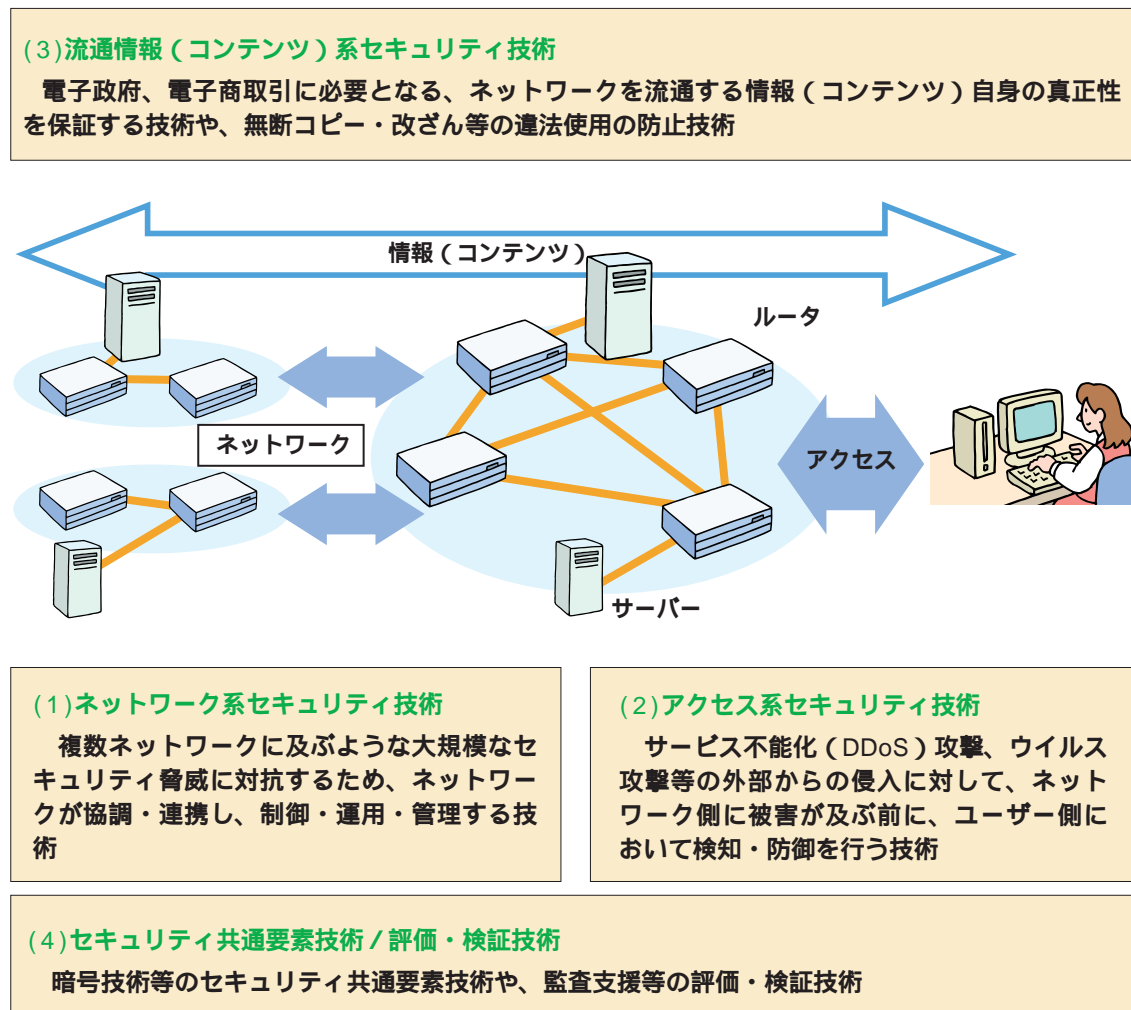 (3)流通情報(コンテンツ)系セキュリティ技術
電子政府、電子商取引に必要となる、ネットワークを流通する情報(コンテンツ)自身の真正性
を保証する技術や、無断コピー・改ざん等の違法使用の防止技術
情報(コンテンツ)
ルータ
ネットワーク
アクセス
サーバー
(1)ネットワーク系セキュリティ技術
複数ネットワークに及ぶような大規模なセ
キュリティ脅威に対抗するため、ネットワー
クが協調・連携し、制御・運用・管理する技
術
(2)アクセス系セキュリティ技術
サービス不能化(DDoS)攻撃、ウイルス
攻撃等の外部からの侵入に対して、ネット
ワーク側に被害が及ぶ前に、ユーザー側に
おいて検知・防御を行う技術
(4)セキュリティ共通要素技術/評価・検証技術
暗号技術等のセキュリティ共通要素技術や、監査支援等の評価・検証技術